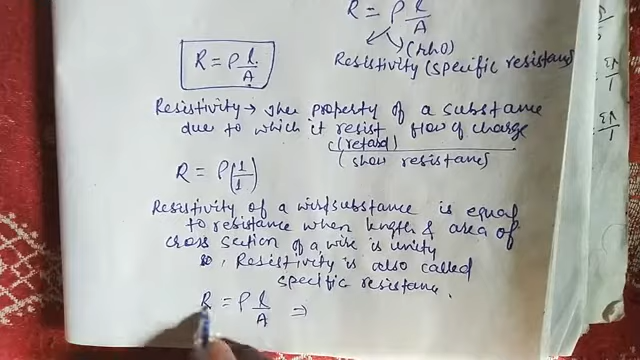 R = ρ l/A
(rho)
Resistivity (specific resistan
R = ρ l/A
Resistivity → The property of a substance
due to which it resist flow of charge
(retard)
(show resistance)
R = ρ(1/1)
Resistivity of a wire/substance is equal
to resistance when length & area of
cross section of a wire is unity
so, Resistivity is also called
specific resistance.
R = ρ l/A ⇒